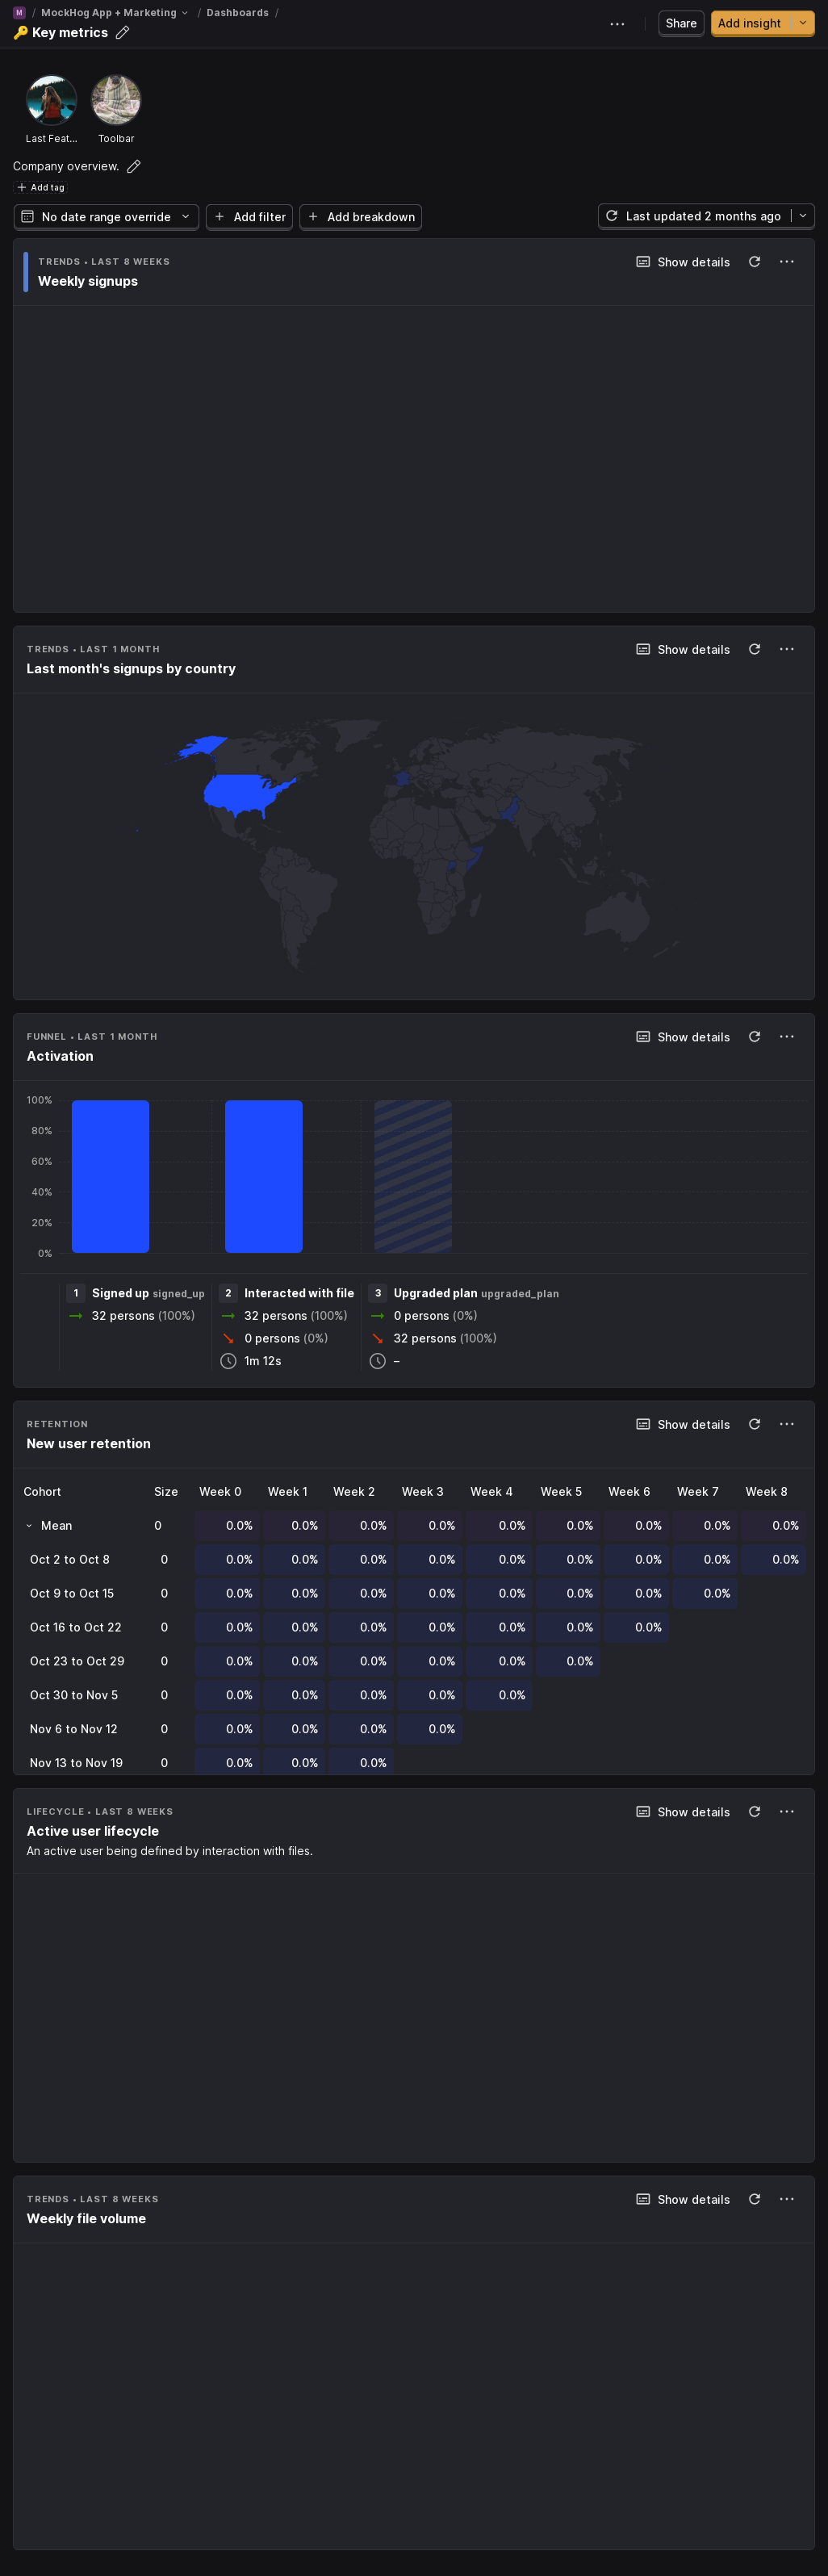 M / MockHog App + Marketing / Dashboards /
🔑 Key metrics
Share
Add insight
Last Feat...
Toolbar
Company overview.
Add tag
No date range override
Add filter
Add breakdown
Last updated 2 months ago
TRENDS • LAST 8 WEEKS
Show details
Weekly signups
TRENDS • LAST 1 MONTH
Show details
Last month's signups by country
FUNNEL • LAST 1 MONTH
Show details
Activation
100%
80%
60%
40%
20%
0%
1 Signed up signed_up
32 persons (100%)
2 Interacted with file
32 persons (100%)
0 persons (0%)
1m 12s
3 Upgraded plan upgraded_plan
0 persons (0%)
32 persons (100%)
–
RETENTION
Show details
New user retention
Cohort Size Week 0 Week 1 Week 2 Week 3 Week 4 Week 5 Week 6 Week 7 Week 8
Mean 0 0.0% 0.0% 0.0% 0.0% 0.0% 0.0% 0.0% 0.0% 0.0%
Oct 2 to Oct 8 0 0.0% 0.0% 0.0% 0.0% 0.0% 0.0% 0.0% 0.0% 0.0%
Oct 9 to Oct 15 0 0.0% 0.0% 0.0% 0.0% 0.0% 0.0% 0.0% 0.0%
Oct 16 to Oct 22 0 0.0% 0.0% 0.0% 0.0% 0.0% 0.0% 0.0%
Oct 23 to Oct 29 0 0.0% 0.0% 0.0% 0.0% 0.0% 0.0%
Oct 30 to Nov 5 0 0.0% 0.0% 0.0% 0.0% 0.0%
Nov 6 to Nov 12 0 0.0% 0.0% 0.0% 0.0%
Nov 13 to Nov 19 0 0.0% 0.0% 0.0%
LIFECYCLE • LAST 8 WEEKS
Show details
Active user lifecycle
An active user being defined by interaction with files.
TRENDS • LAST 8 WEEKS
Show details
Weekly file volume